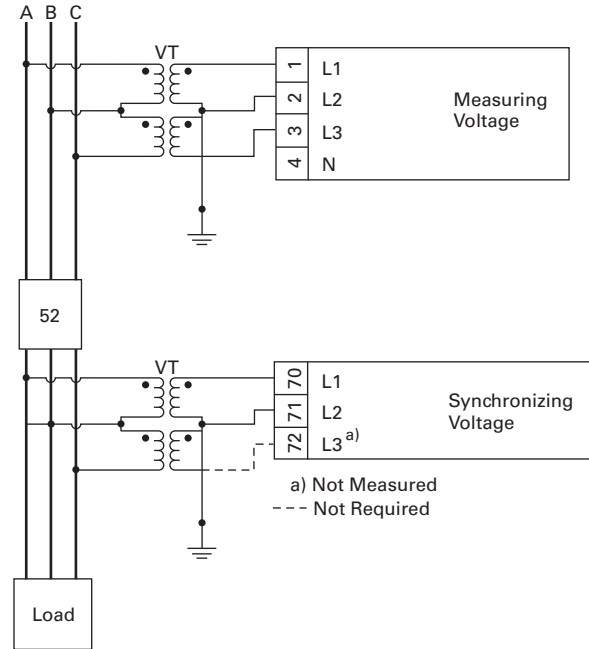 A B C
VT
1 L1
2 L2
3 L3
4 N
Measuring
Voltage
52
VT
70 L1
71 L2
72 L3a)
Synchronizing
Voltage
a) Not Measured
--- Not Required
Load